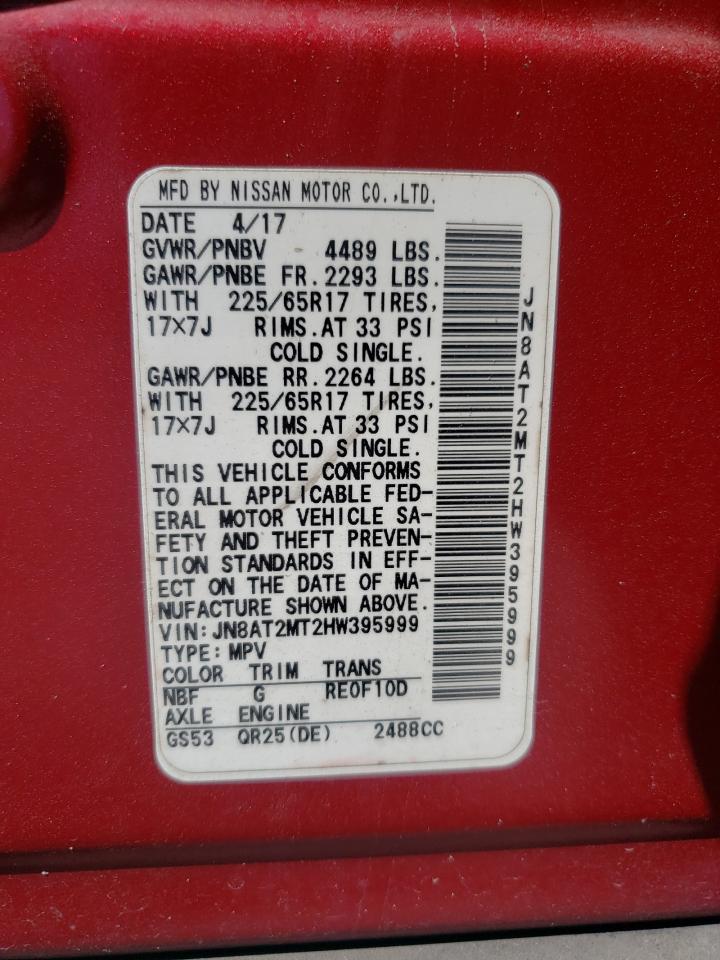 MFD BY NISSAN MOTOR CO.,LTD.
DATE 4/17
GVWR/PNBV 4489 LBS.
GAWR/PNBE FR.2293 LBS.
WITH 225/65R17 TIRES,
17×7J RIMS.AT 33 PSI
COLD SINGLE.
GAWR/PNBE RR.2264 LBS.
WITH 225/65R17 TIRES,
17×7J RIMS.AT 33 PSI
COLD SINGLE.
THIS VEHICLE CONFORMS
TO ALL APPLICABLE FED-
ERAL MOTOR VEHICLE SA-
FETY AND THEFT PREVEN-
TION STANDARDS IN EFF-
ECT ON THE DATE OF MA-
NUFACTURE SHOWN ABOVE.
VIN:JN8AT2MT2HW395999
TYPE:MPV
COLOR TRIM TRANS
NBF G RE0F10D
AXLE ENGINE
GS53 QR25(DE) 2488CC
JN8AT2MT2HW395999